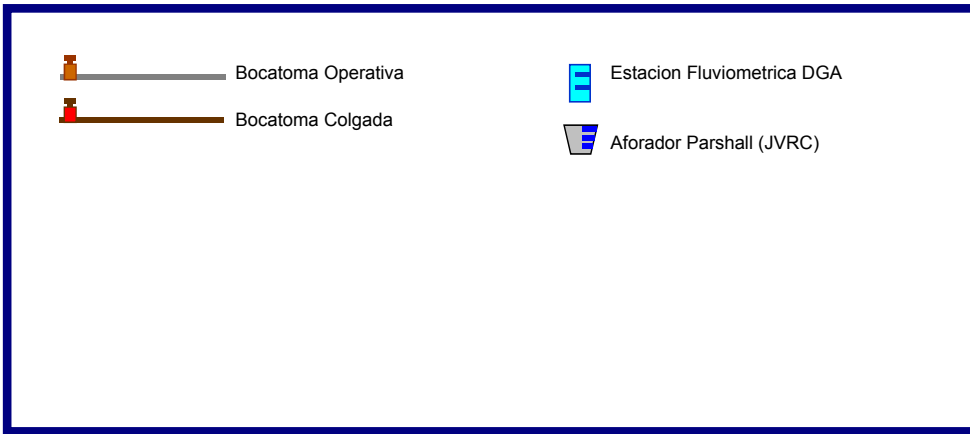 Bocatoma Operativa
Bocatoma Colgada
Estacion Fluviometrica DGA
Aforador Parshall (JVRC)